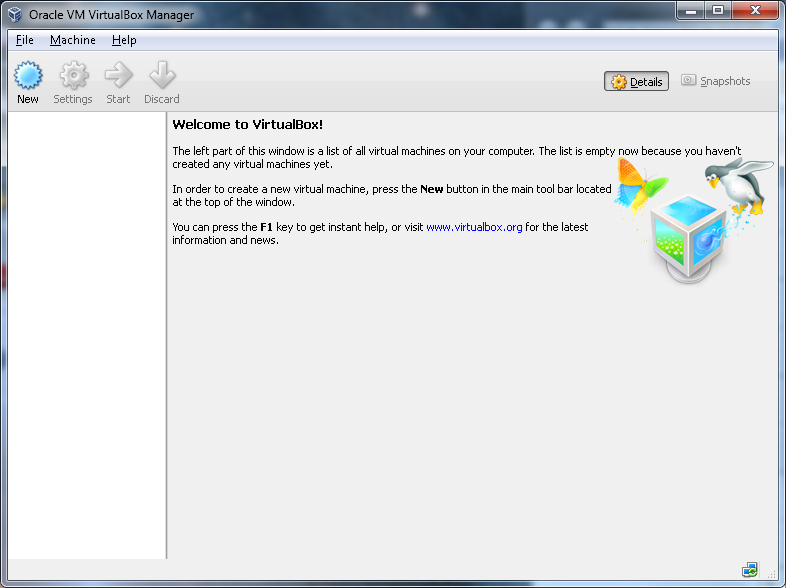 Oracle VM VirtualBox Manager
File Machine Help
New Settings Start Discard
Details Snapshots
Welcome to VirtualBox!
The left part of this window is a list of all virtual machines on your computer. The list is empty now because you haven't
created any virtual machines yet.
In order to create a new virtual machine, press the New button in the main tool bar located
at the top of the window.
You can press the F1 key to get instant help, or visit www.virtualbox.org for the latest
information and news.